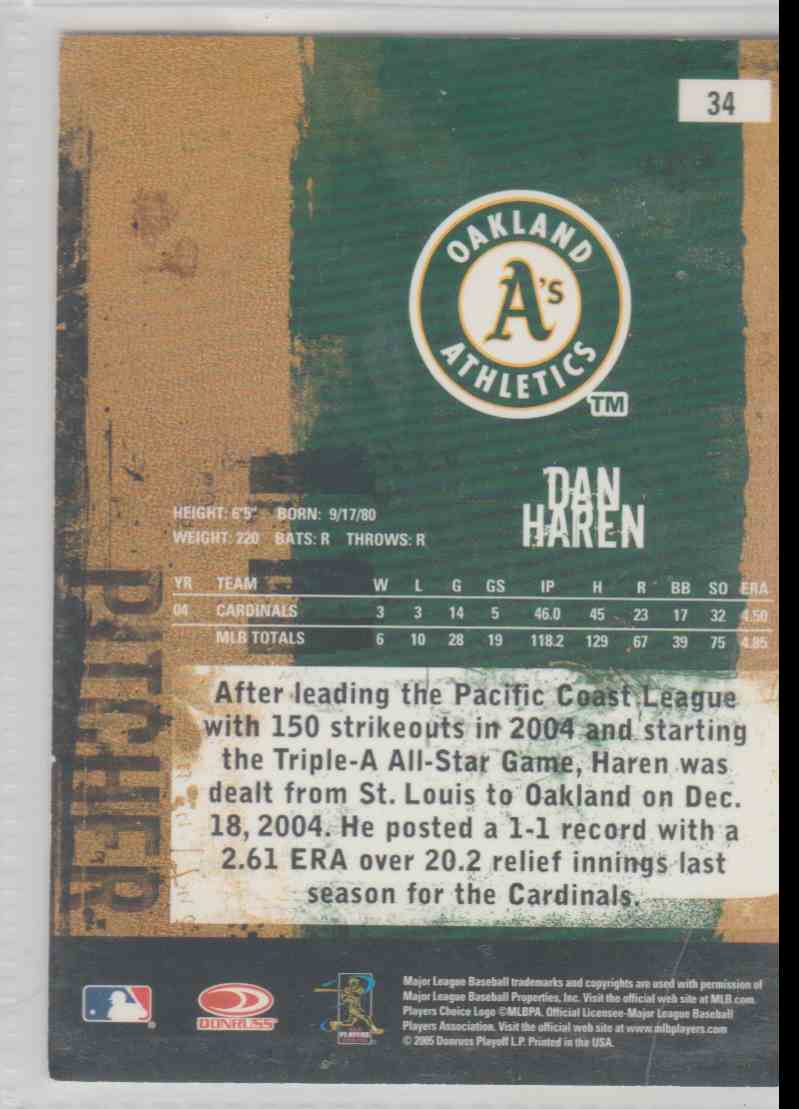 34
OAKLAND
A's
ATHLETICS
TM
DAN
HAREN
HEIGHT: 6'5" BORN: 9/17/80
WEIGHT: 220 BATS: R THROWS: R
YR TEAM W L G GS IP H R BB SO ERA
04 CARDINALS 3 3 14 5 46.0 45 23 17 32 4.50
MLB TOTALS 6 10 28 19 118.2 129 67 39 75 4.85
PITCHER
After leading the Pacific Coast League
with 150 strikeouts in 2004 and starting
the Triple-A All-Star Game, Haren was
dealt from St. Louis to Oakland on Dec.
18, 2004. He posted a 1-1 record with a
2.61 ERA over 20.2 relief innings last
season for the Cardinals.
DONRUSS
PLAYERS
Major League Baseball trademarks and copyrights are used with permission of
Major League Baseball Properties, Inc. Visit the official web site at MLB.com
Players Choice Logo ©MLBPA. Official Licensee-Major League Baseball
Players Association. Visit the official web site at www.mlbplayers.com
© 2005 Donruss Playoff L.P. Printed in the USA.